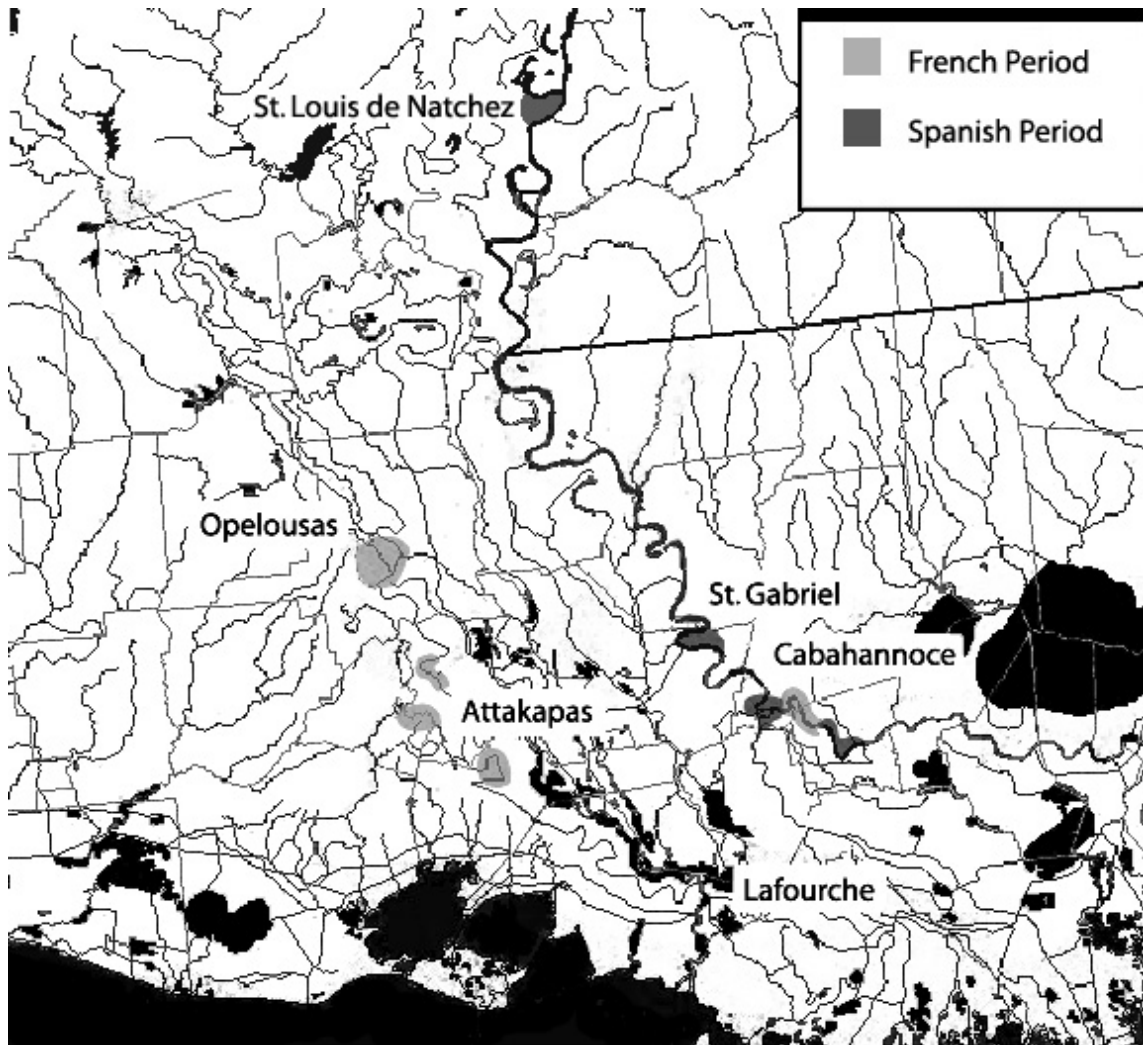 French Period
St. Louis de Natchez
Spanish Period
Opelousas
St. Gabriel
Cabahannoce
Attakapas
Lafourche